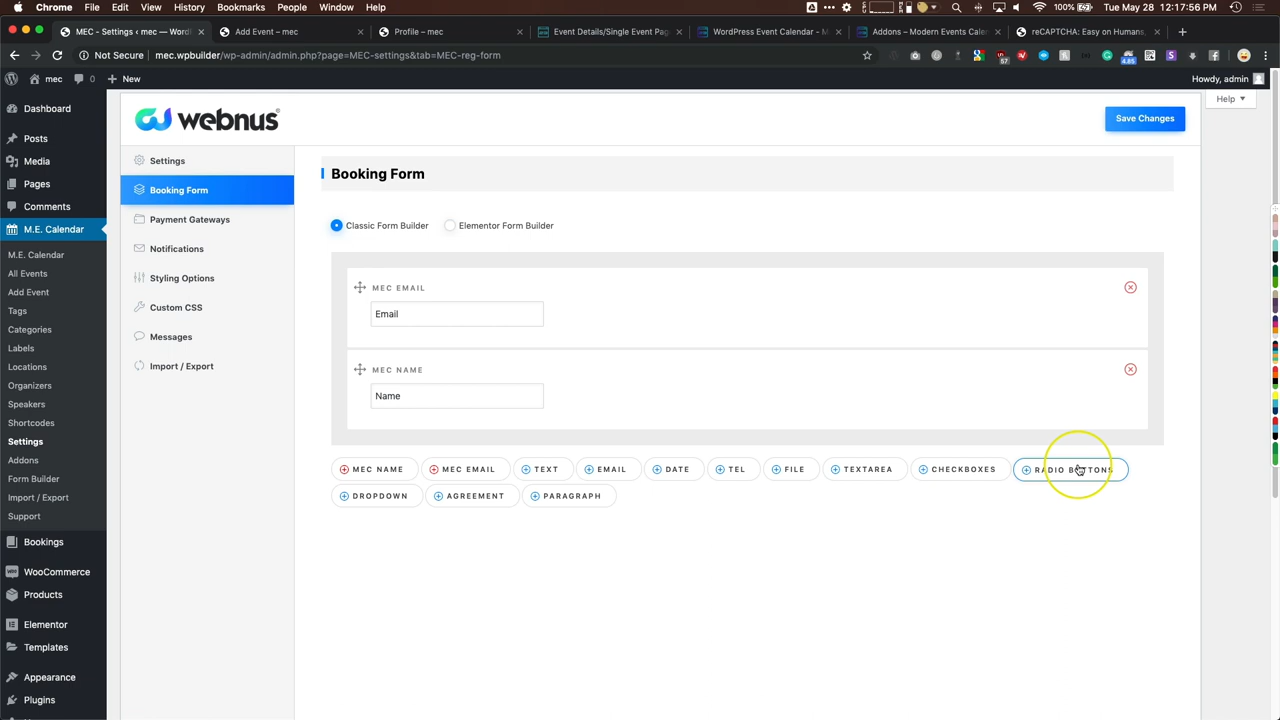 Chrome File Edit View History Bookmarks People Window Help 100% Tue May 28 12:17:56 PM
MEC - Settings ‹ mec — WordPr Add Event – mec Profile – mec Event Details/Single Event Pag WordPress Event Calendar - M Addons – Modern Events Calen reCAPTCHA: Easy on Humans,
Not Secure mec.wpbuilder/wp-admin/admin.php?page=MEC-settings&tab=MEC-reg-form
mec 0 New Howdy, admin
Help
webnus
Save Changes
Dashboard
Posts
Media
Pages
Comments
M.E. Calendar
M.E. Calendar
All Events
Add Event
Tags
Categories
Labels
Locations
Organizers
Speakers
Shortcodes
Settings
Addons
Form Builder
Import / Export
Support
Bookings
WooCommerce
Products
Elementor
Templates
Appearance
Plugins
Settings
Booking Form
Payment Gateways
Notifications
Styling Options
Custom CSS
Messages
Import / Export
Booking Form
Classic Form Builder Elementor Form Builder
MEC EMAIL
Email
MEC NAME
Name
MEC NAME MEC EMAIL TEXT EMAIL DATE TEL FILE TEXTAREA CHECKBOXES RADIO BUTTONS
DROPDOWN AGREEMENT PARAGRAPH